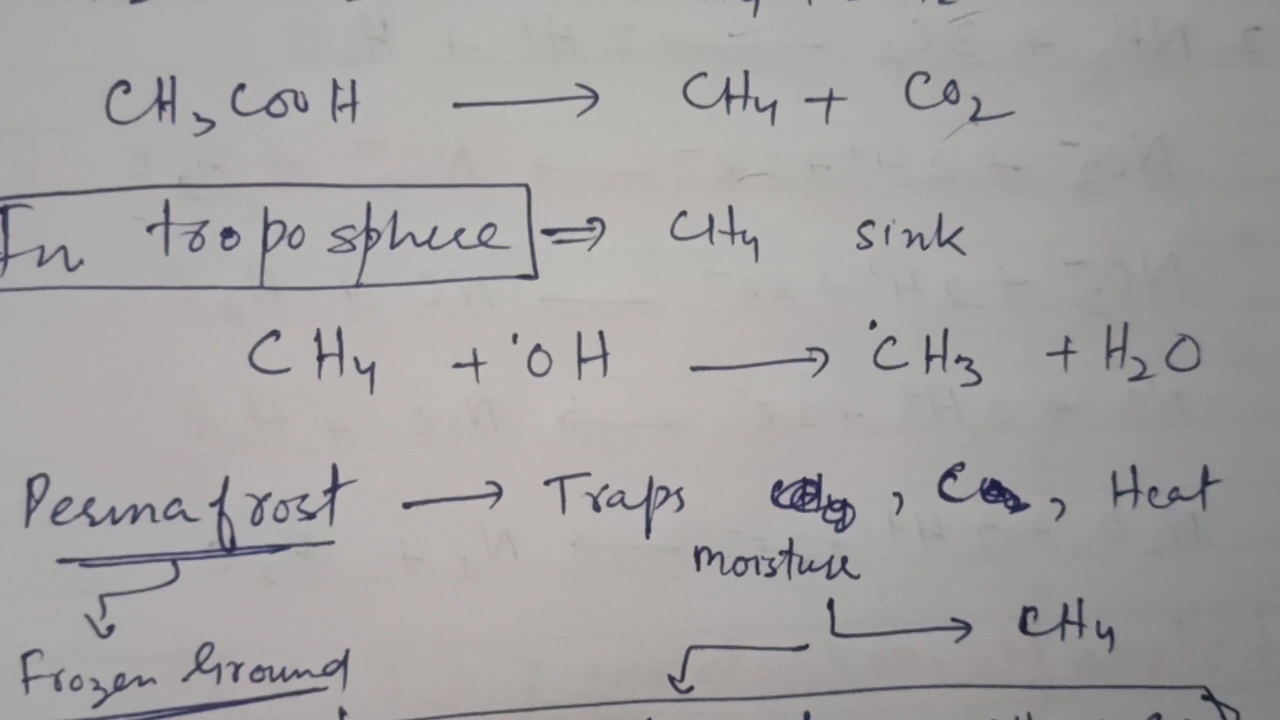 CH3COOH → CH4 + CO2
In troposphere ⇒ CH4 sink
CH4 + •OH → •CH3 + H2O
Permafrost → Traps , , Heat
moisture
→ CH4
Frozen Ground